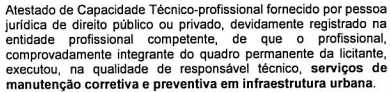 Atestado de Capacidade Técnico-profissional fornecido por pessoa
jurídica de direito público ou privado, devidamente registrado na
entidade profissional competente, de que o profissional,
comprovadamente integrante do quadro permanente da licitante,
executou, na qualidade de responsável técnico, serviços de
manutenção corretiva e preventiva em infraestrutura urbana.